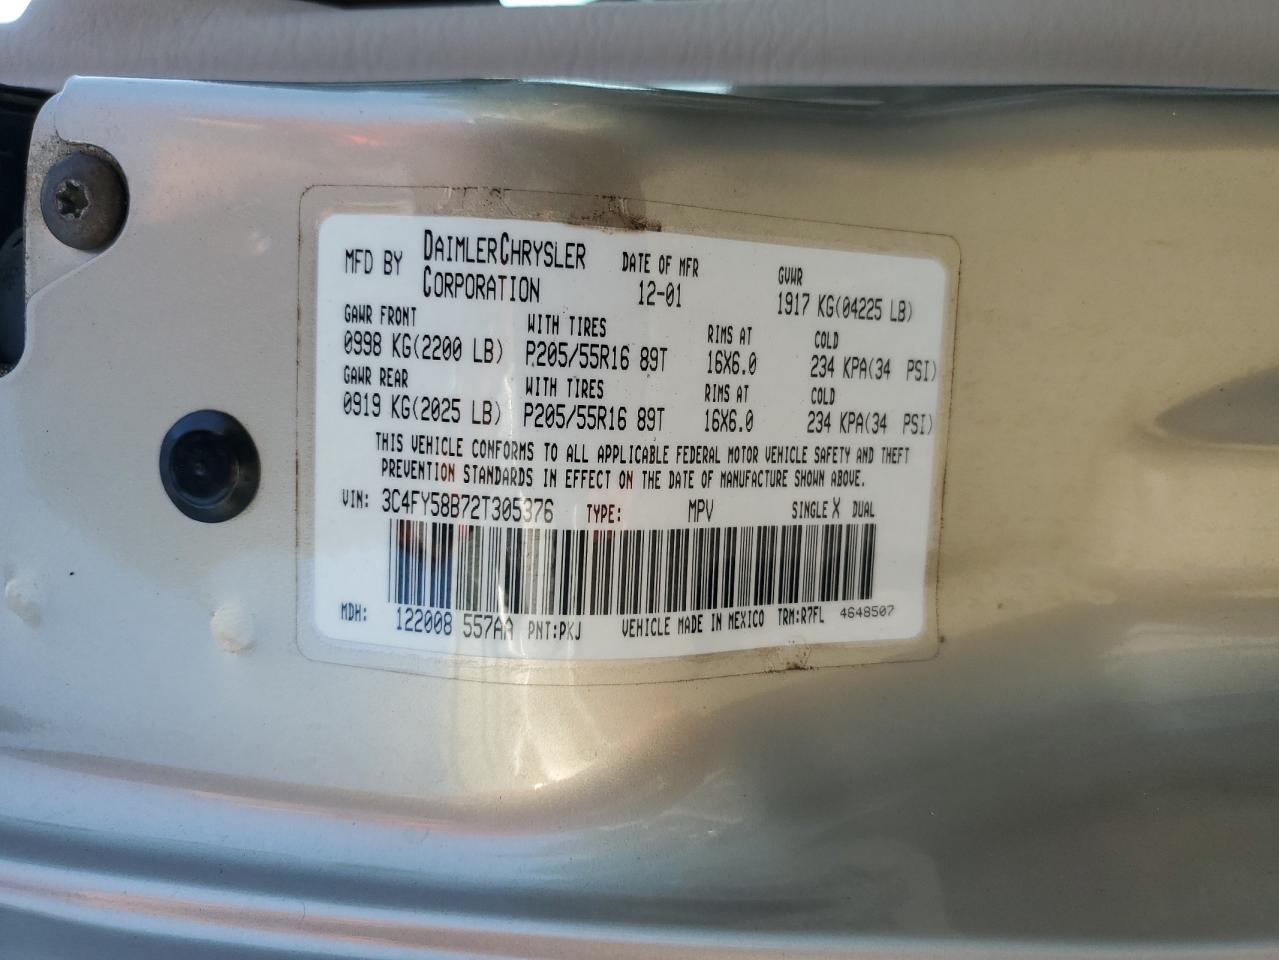 MFD BY DAIMLERCHRYSLER CORPORATION DATE OF MFR 12-01 GVWR 1917 KG(04225 LB)
GAWR FRONT WITH TIRES RIMS AT COLD
0998 KG(2200 LB) P205/55R16 89T 16X6.0 234 KPA(34 PSI)
GAWR REAR WITH TIRES RIMS AT COLD
0919 KG(2025 LB) P205/55R16 89T 16X6.0 234 KPA(34 PSI)
THIS VEHICLE CONFORMS TO ALL APPLICABLE FEDERAL MOTOR VEHICLE SAFETY AND THEFT
PREVENTION STANDARDS IN EFFECT ON THE DATE OF MANUFACTURE SHOWN ABOVE.
VIN: 3C4FY58B72T305376 TYPE: MPV SINGLE X DUAL
MDH: 122008 557AA PNT:PKJ VEHICLE MADE IN MEXICO TRM:R7FL 4648507